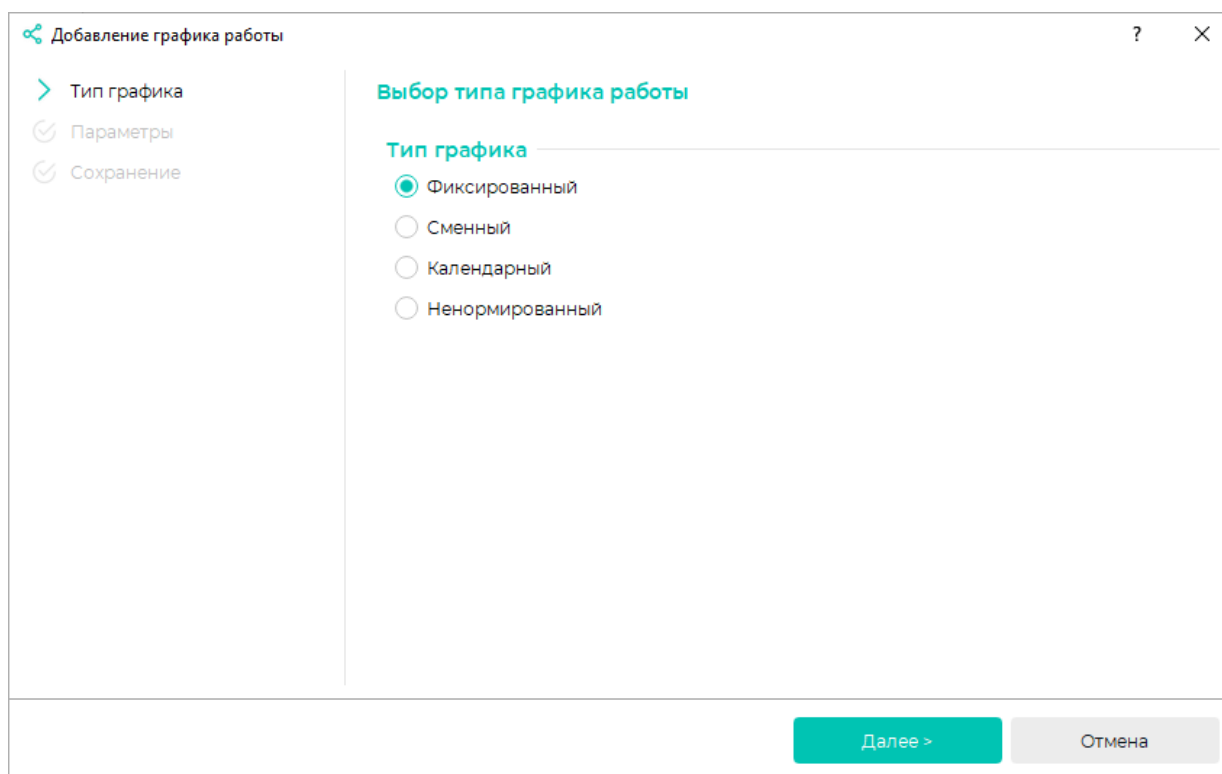 Добавление графика работы
?
Тип графика
Параметры
Сохранение
Выбор типа графика работы
Тип графика
Фиксированный
Сменный
Календарный
Ненормированный
Далее >
Отмена